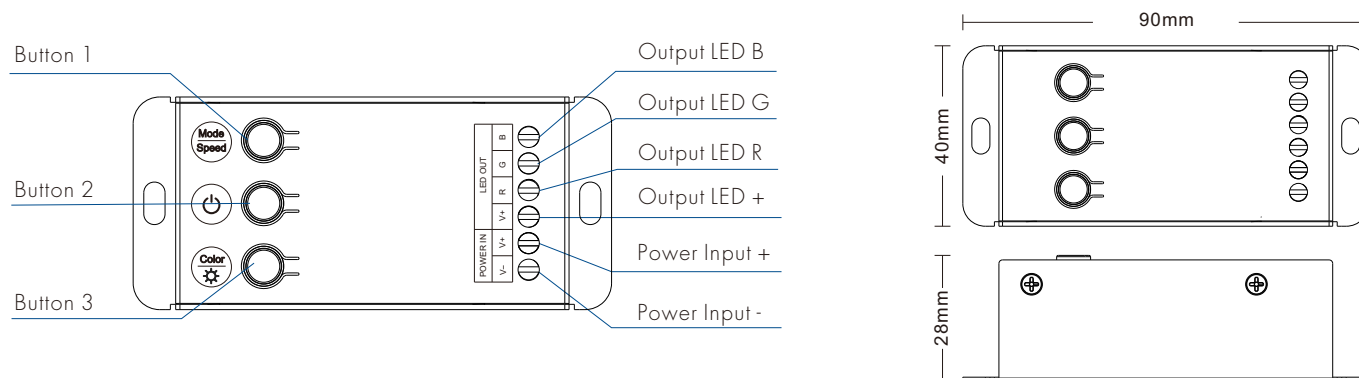 Button 1
Button 2
Button 3
Mode
Speed
Color
LED OUT
POWER IN
B
G
R
V+
V+
V-
Output LED B
Output LED G
Output LED R
Output LED +
Power Input +
Power Input -
90mm
40mm
28mm